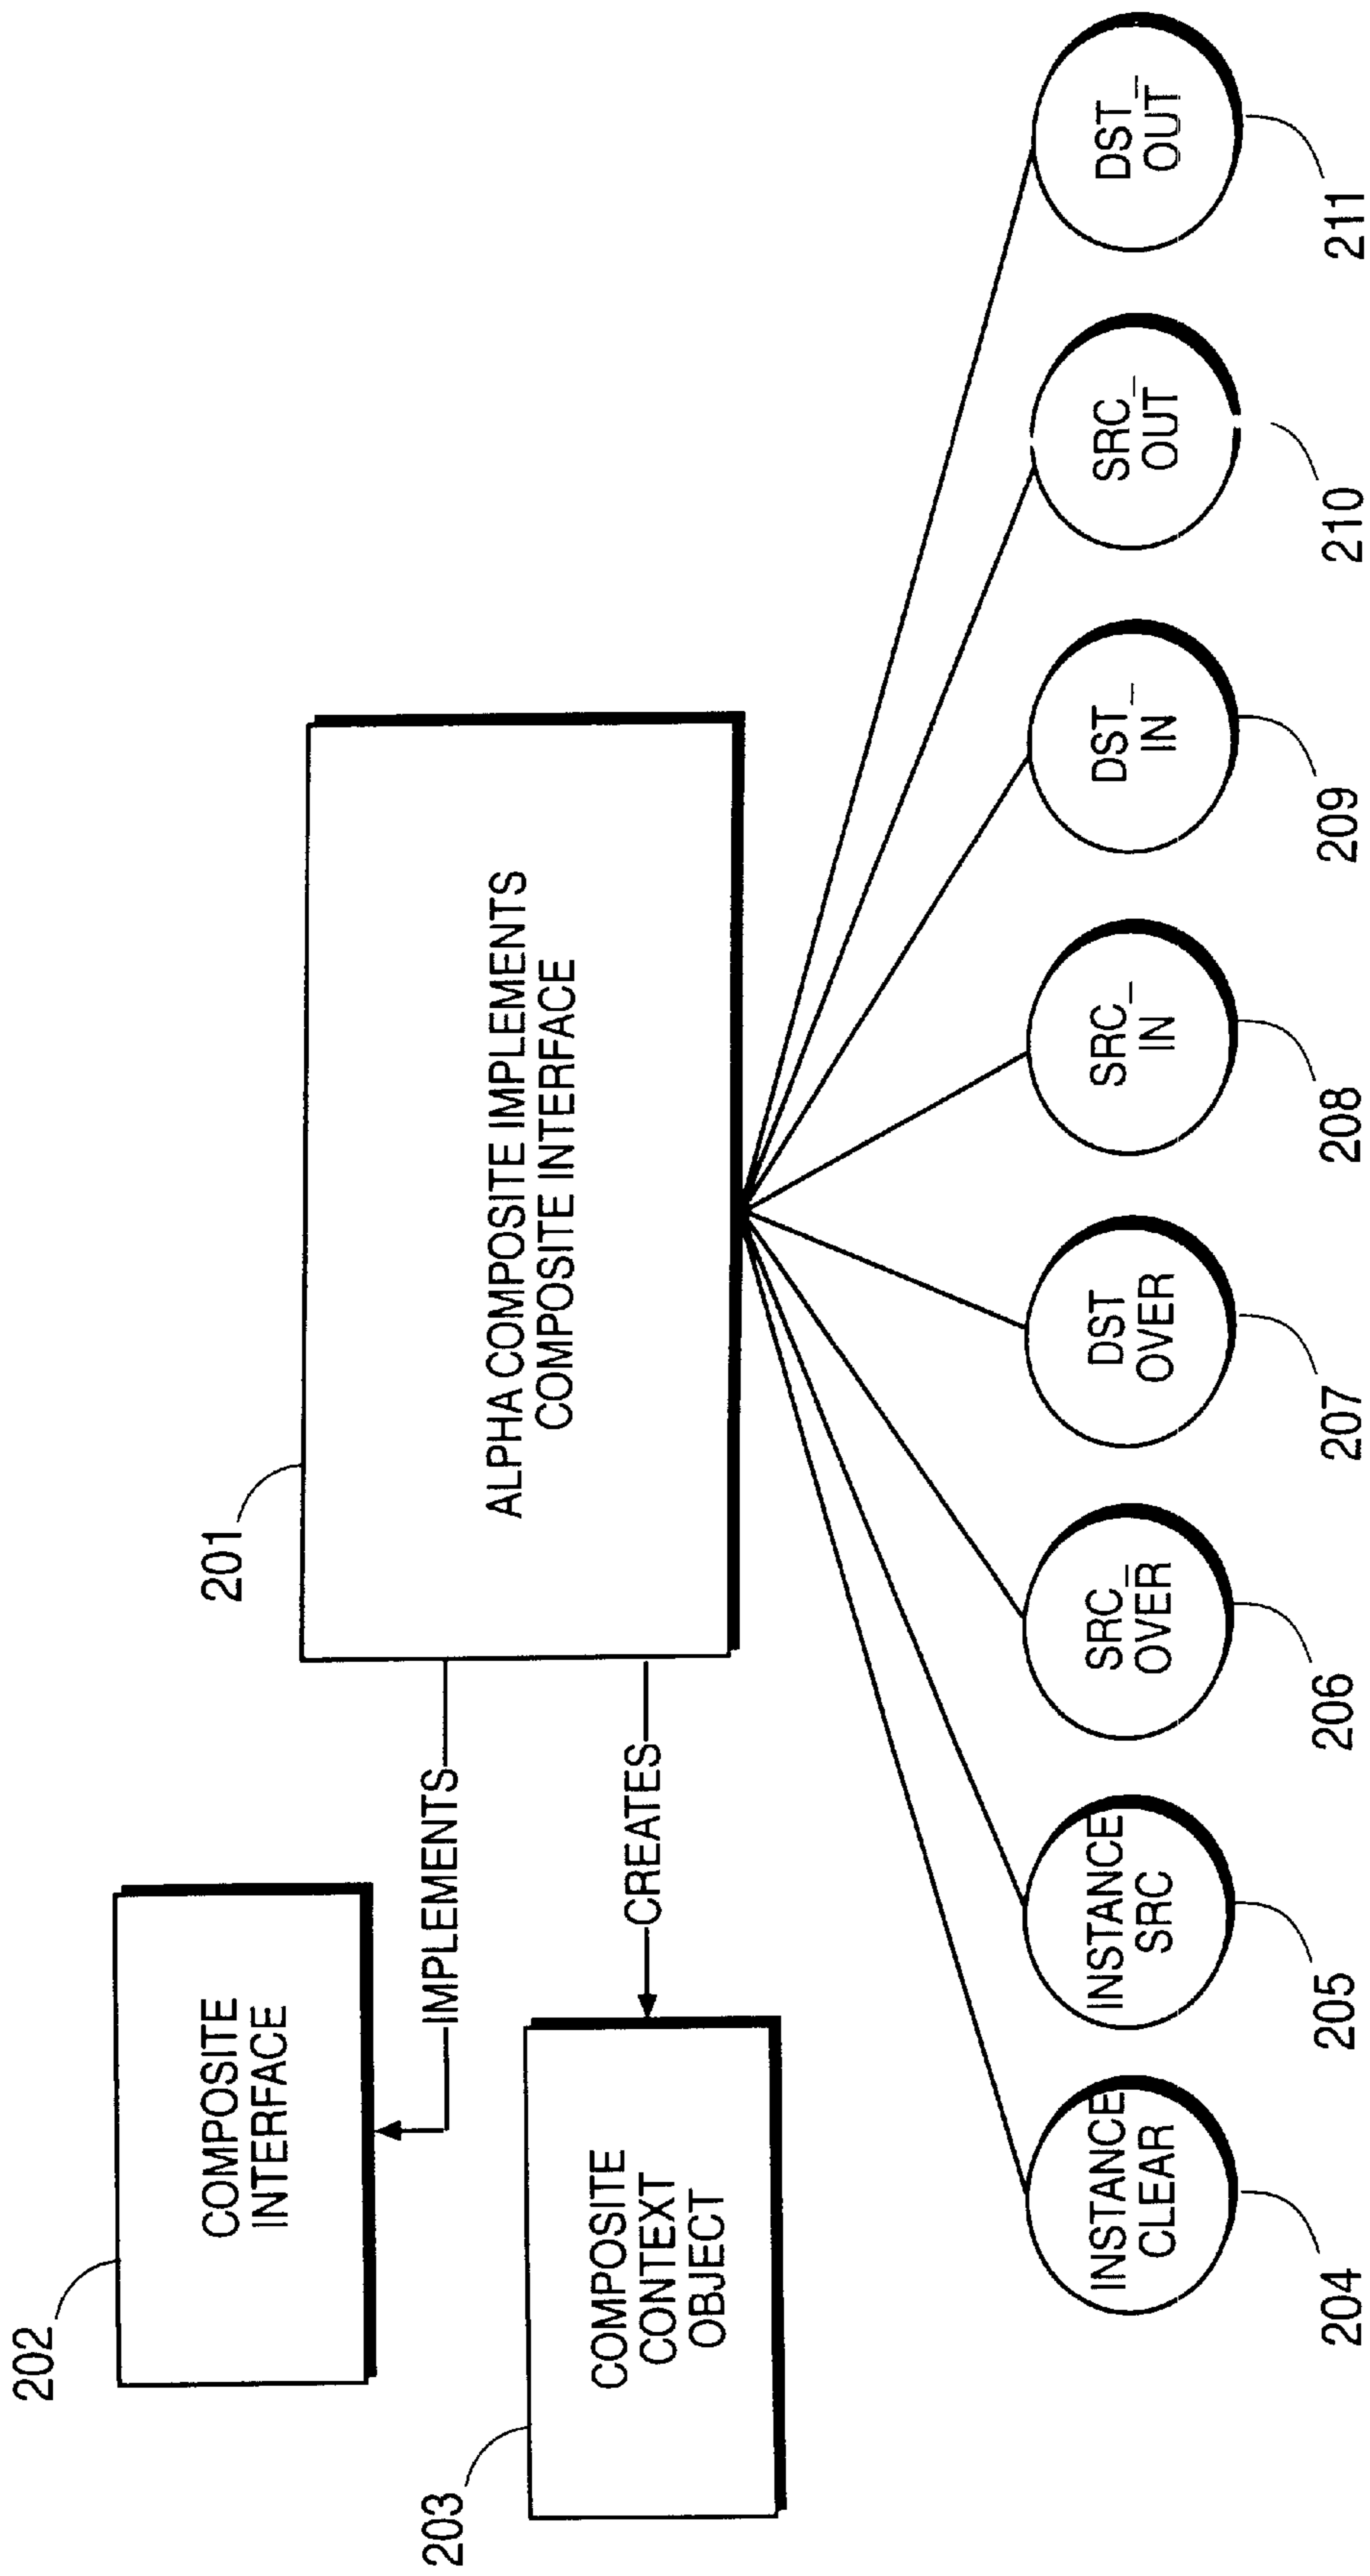 202
COMPOSITE
INTERFACE
201
IMPLEMENTS
ALPHA COMPOSITE IMPLEMENTS
COMPOSITE INTERFACE
203
COMPOSITE
CONTEXT
OBJECT
CREATES
INSTANCE
CLEAR
INSTANCE
SRC
SRC_
OVER
DST
OVER
SRC_
IN
DST_
IN
SRC_
OUT
DST_
OUT
204
205
206
207
208
209
210
211